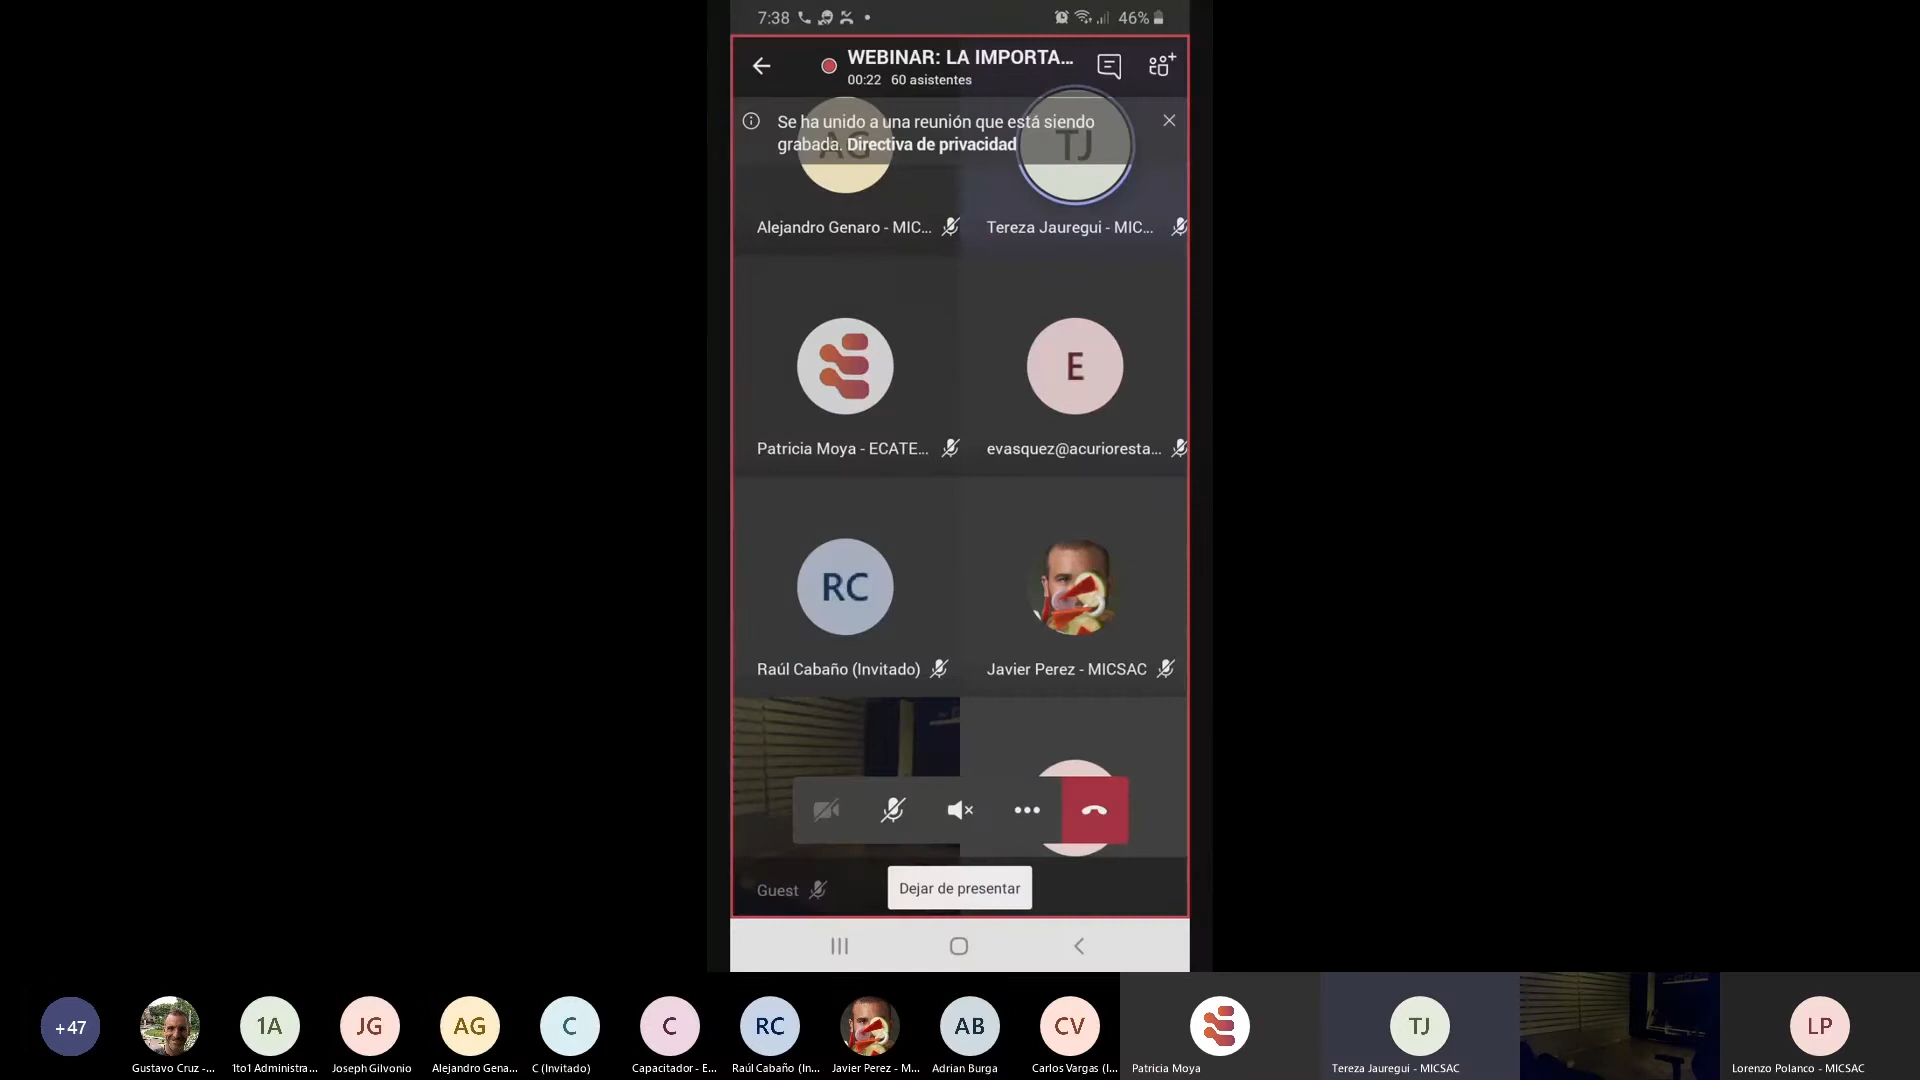 7:38
46%
WEBINAR: LA IMPORTA...
00:22 60 asistentes
Se ha unido a una reunión que está siendo
grabada. Directiva de privacidad
AG
TJ
Alejandro Genaro - MIC...
Tereza Jauregui - MIC...
E
Patricia Moya - ECATE...
evasquez@acurioresta...
RC
Raúl Cabaño (Invitado)
Javier Perez - MICSAC
Guest
Dejar de presentar
+47
1A
JG
AG
C
C
RC
AB
CV
TJ
LP
Gustavo Cruz -...
1to1 Administra...
Joseph Gilvonio
Alejandro Gena...
C (Invitado)
Capacitador - E...
Raúl Cabaño (In...
Javier Perez - M...
Adrian Burga
Carlos Vargas (I...
Patricia Moya
Tereza Jauregui - MICSAC
Lorenzo Polanco - MICSAC